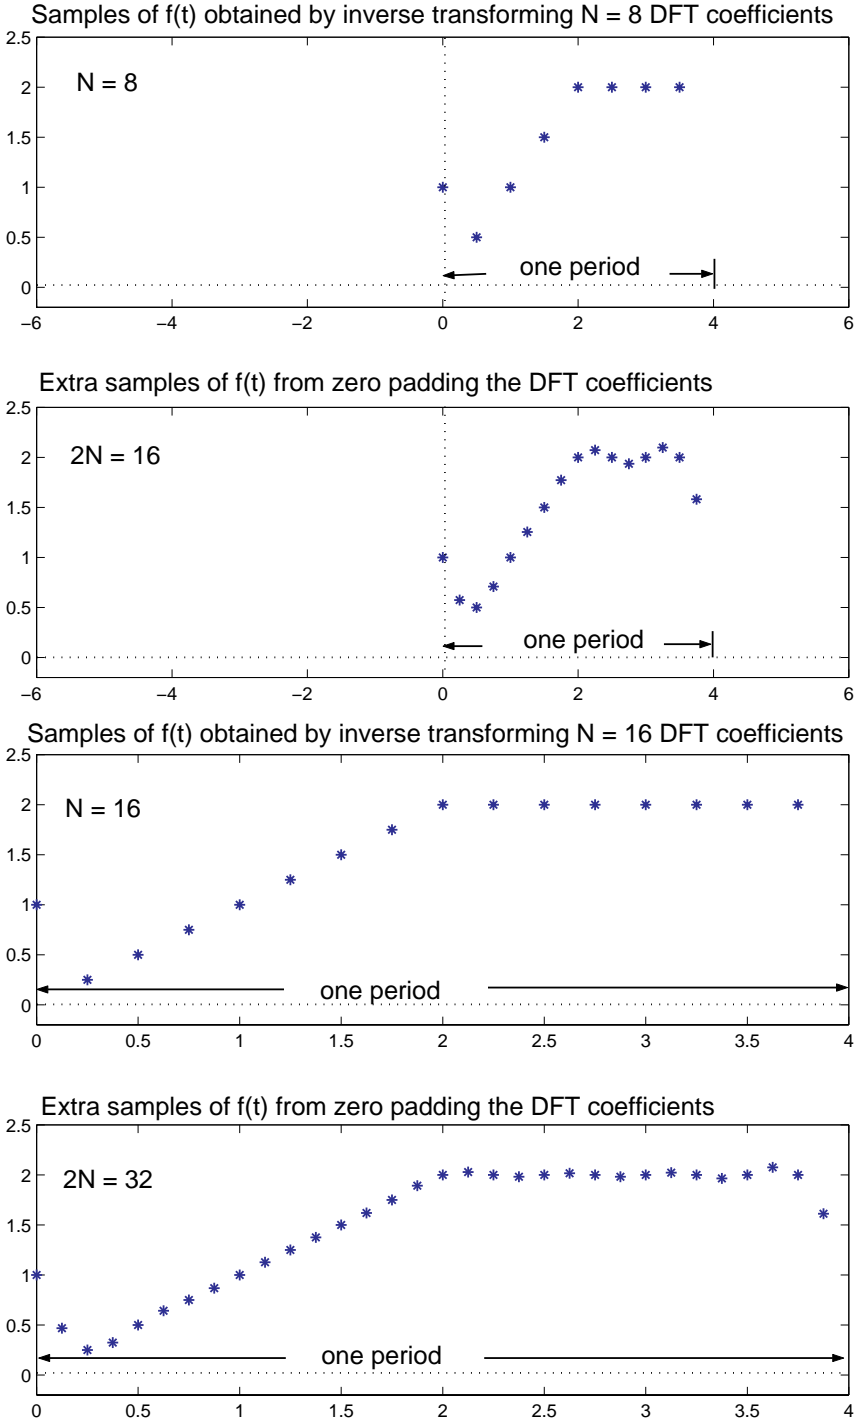 Samples of f(t) obtained by inverse transforming N = 8 DFT coefficients
2.5
N = 8
2
1.5
1
0.5
one period
0
−6 −4 −2 0 2 4 6
Extra samples of f(t) from zero padding the DFT coefficients
2.5
2N = 16
2
1.5
1
0.5
one period
0
−6 −4 −2 0 2 4 6
Samples of f(t) obtained by inverse transforming N = 16 DFT coefficients
2.5
N = 16
2
1.5
1
0.5
one period
0
0 0.5 1 1.5 2 2.5 3 3.5 4
Extra samples of f(t) from zero padding the DFT coefficients
2.5
2N = 32
2
1.5
1
0.5
one period
0
0 0.5 1 1.5 2 2.5 3 3.5 4